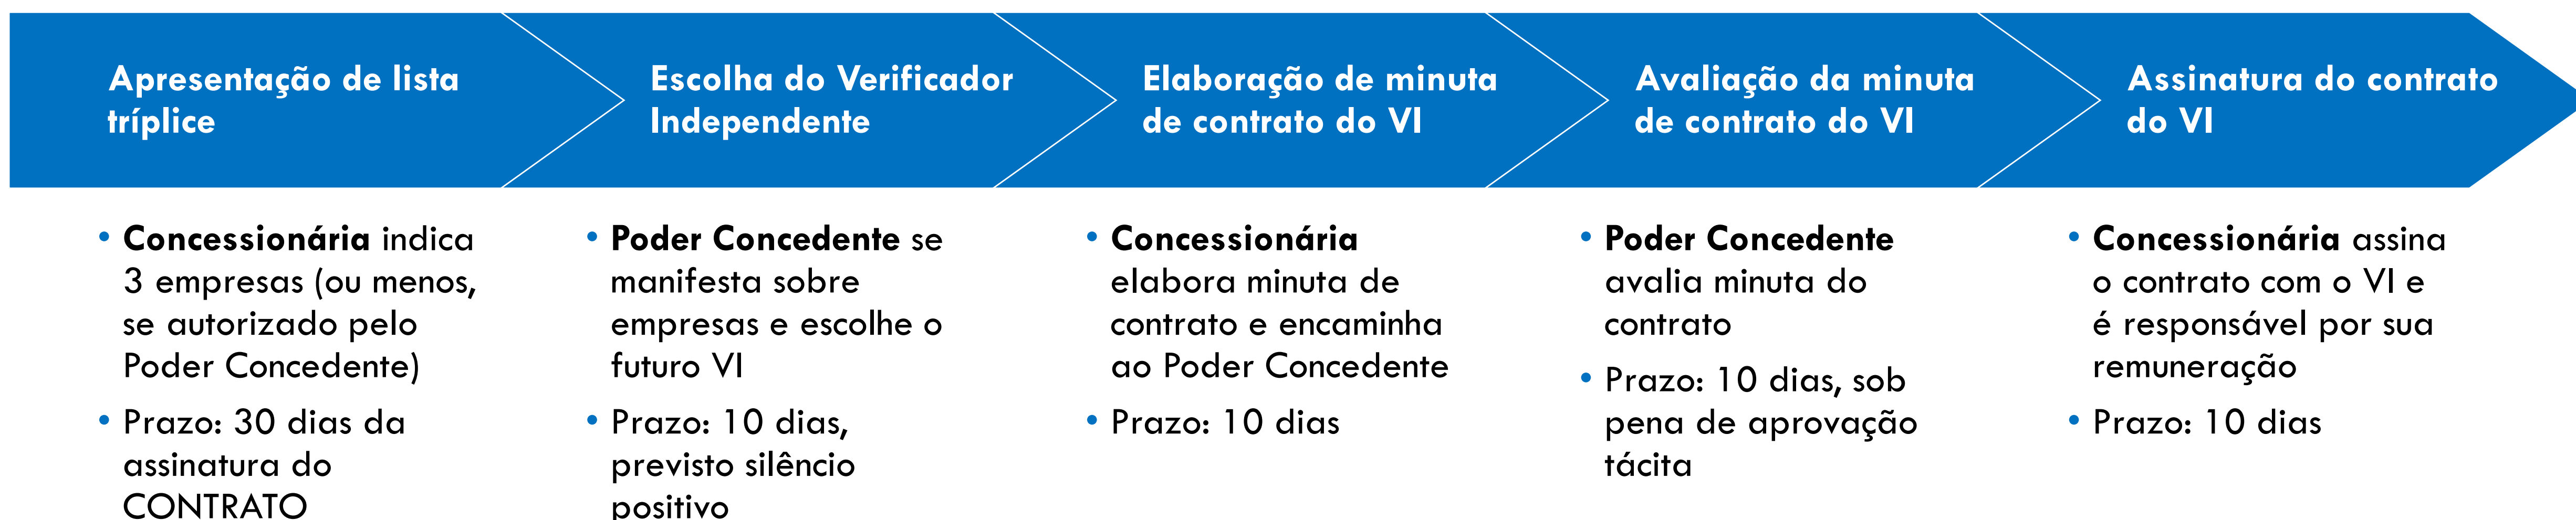 Apresentação de lista
tríplice
Escolha do Verificador
Independente
Elaboração de minuta
de contrato do VI
Avaliação da minuta
de contrato do VI
Assinatura do contrato
do VI
• Concessionária indica
3 empresas (ou menos,
se autorizado pelo
Poder Concedente)
• Prazo: 30 dias da
assinatura do
CONTRATO
• Poder Concedente se
manifesta sobre
empresas e escolhe o
futuro VI
• Prazo: 10 dias,
previsto silêncio
positivo
• Concessionária
elabora minuta de
contrato e encaminha
ao Poder Concedente
• Prazo: 10 dias
• Poder Concedente
avalia minuta do
contrato
• Prazo: 10 dias, sob
pena de aprovação
tácita
• Concessionária assina
o contrato com o VI e
é responsável por sua
remuneração
• Prazo: 10 dias